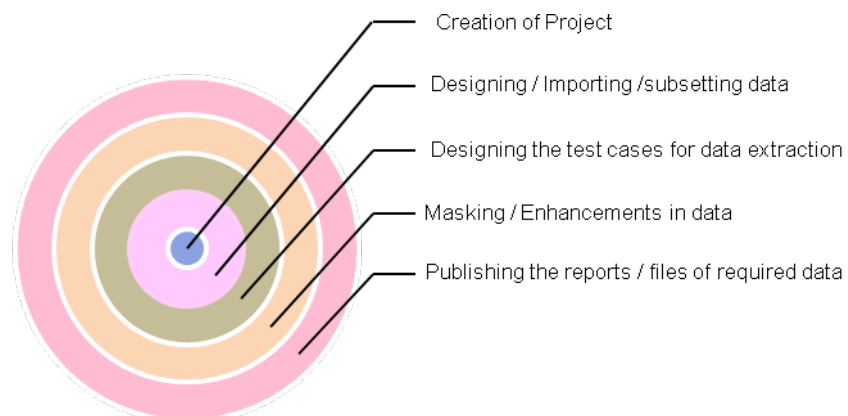 Creation of Project
Designing / Importing /subsetting data
Designing the test cases for data extraction
Masking / Enhancements in data
Publishing the reports / files of required data